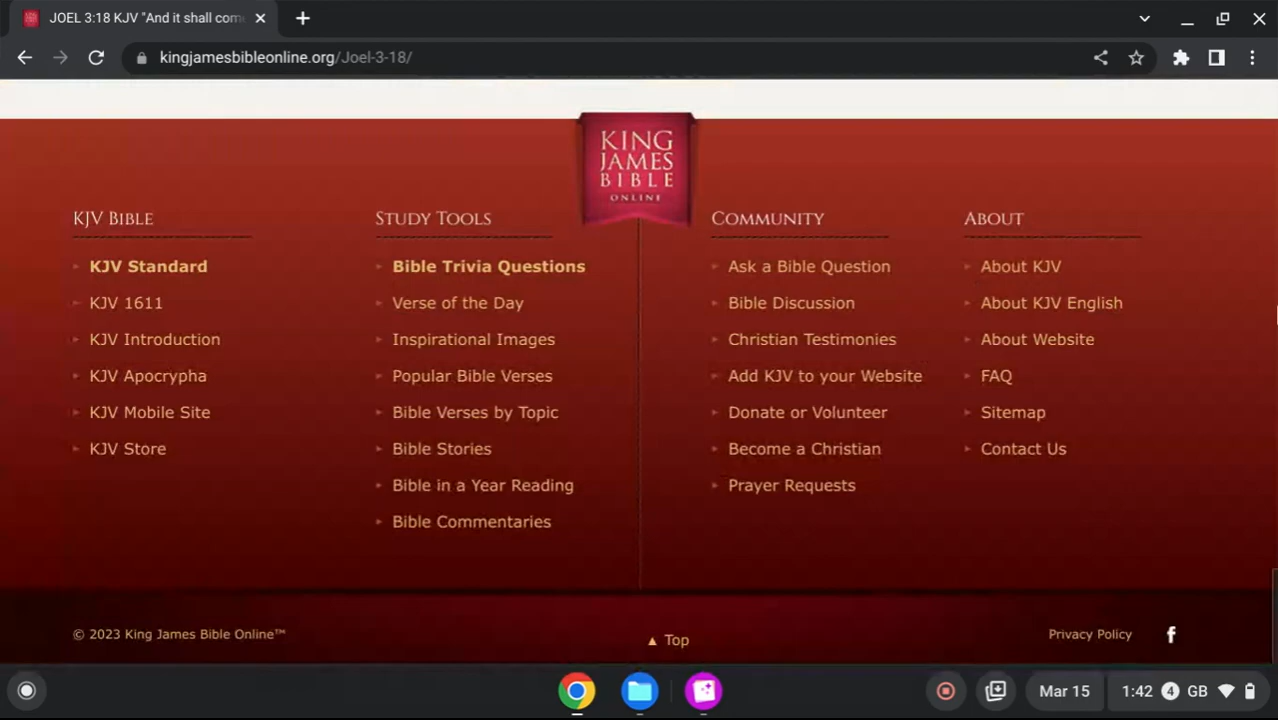 JOEL 3:18 KJV "And it shall com
kingjamesbibleonline.org/Joel-3-18/
KING
JAMES
BIBLE
ONLINE
KJV BIBLE
KJV Standard
KJV 1611
KJV Introduction
KJV Apocrypha
KJV Mobile Site
KJV Store
STUDY TOOLS
Bible Trivia Questions
Verse of the Day
Inspirational Images
Popular Bible Verses
Bible Verses by Topic
Bible Stories
Bible in a Year Reading
Bible Commentaries
COMMUNITY
Ask a Bible Question
Bible Discussion
Christian Testimonies
Add KJV to your Website
Donate or Volunteer
Become a Christian
Prayer Requests
ABOUT
About KJV
About KJV English
About Website
FAQ
Sitemap
Contact Us
© 2023 King James Bible Online™
▲ Top
Privacy Policy
f
Mar 15
1:42 4 GB